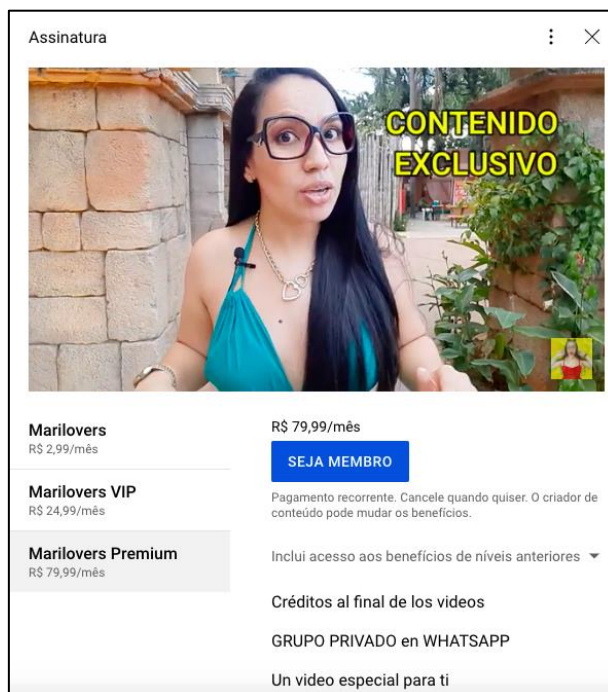 Assinatura
CONTENIDO
EXCLUSIVO
Marilovers
R$ 2,99/mês
Marilovers VIP
R$ 24,99/mês
Marilovers Premium
R$ 79,99/mês
R$ 79,99/mês
SEJA MEMBRO
Pagamento recorrente. Cancele quando quiser. O criador de
conteúdo pode mudar os benefícios.
Inclui acesso aos benefícios de níveis anteriores
Créditos al final de los videos
GRUPO PRIVADO en WHATSAPP
Un video especial para ti